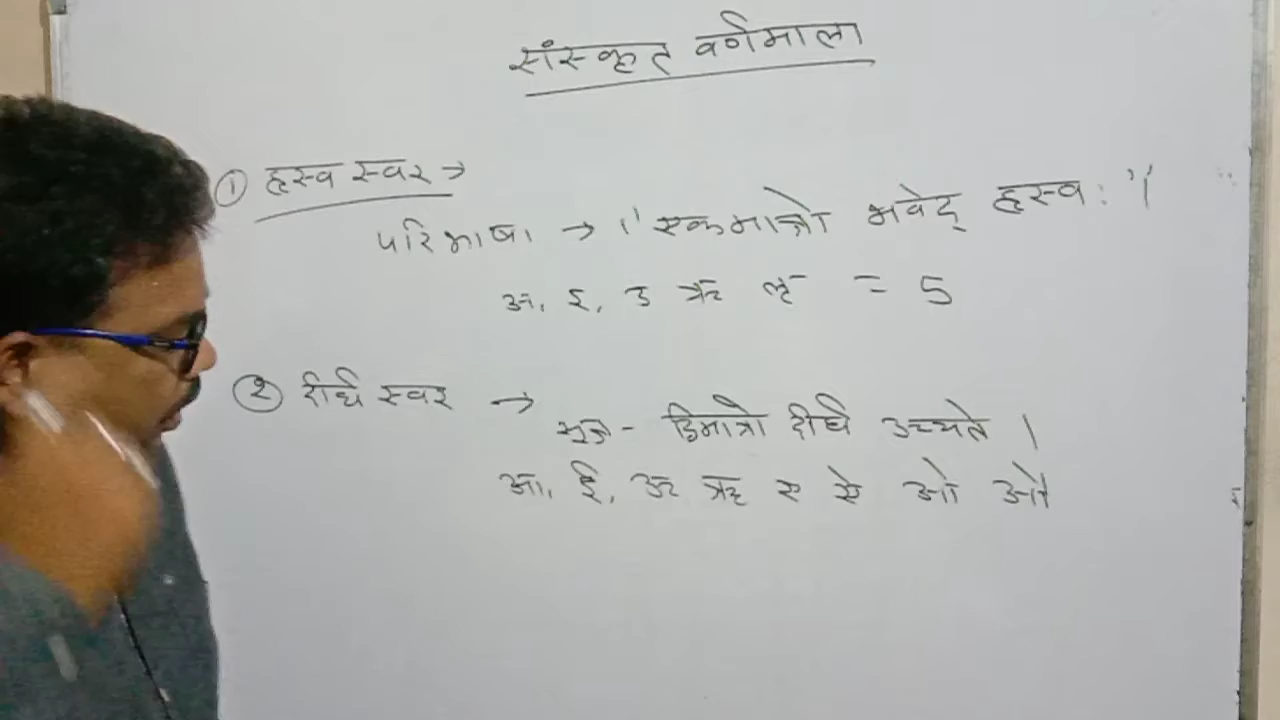 संस्कृत वर्णमाला
① ह्रस्व स्वर →
परिभाषा → "एकमात्रो भवेद् ह्रस्वः"।
अ, इ, उ ऋ लृ = 5
② दीर्घ स्वर →
सूत्र - द्विमात्रो दीर्घ उच्यते ।
आ, ई, ऊ ॠ ए ऐ ओ औ